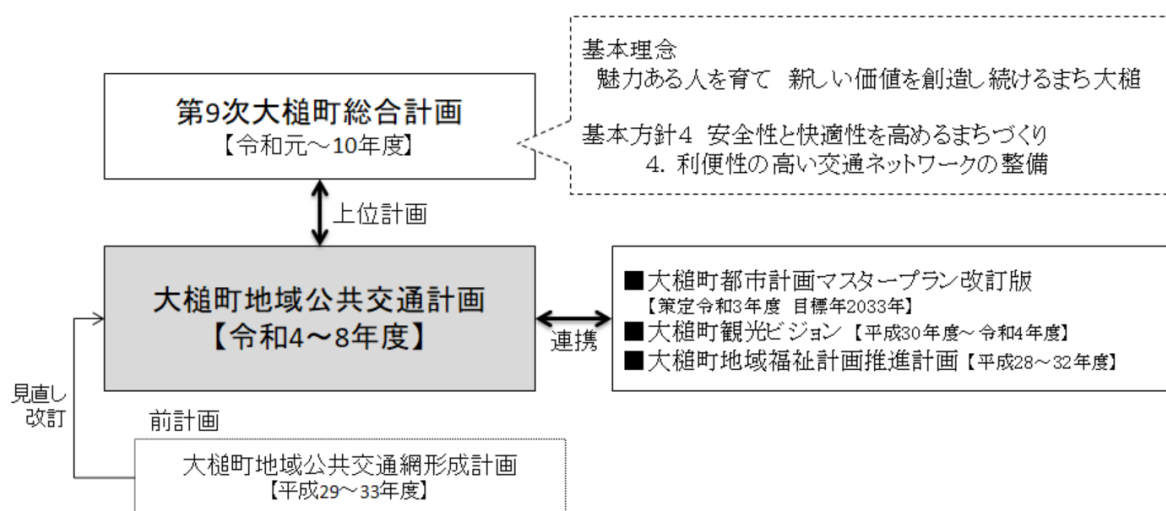 基本理念
魅力ある人を育て　新しい価値を創造し続けるまち大槌
基本方針４　安全性と快適性を高めるまちづくり
４．利便性の高い交通ネットワークの整備
第9次大槌町総合計画
【令和元～10年度】
上位計画
大槌町地域公共交通計画
【令和4～8年度】
連携
■大槌町都市計画マスタープラン改訂版
【策定令和3年度　目標年2033年】
■大槌町観光ビジョン【平成30年度～令和4年度】
■大槌町地域福祉計画推進計画【平成28～32年度】
見直し
改訂
前計画
大槌町地域公共交通網形成計画
【平成29～33年度】